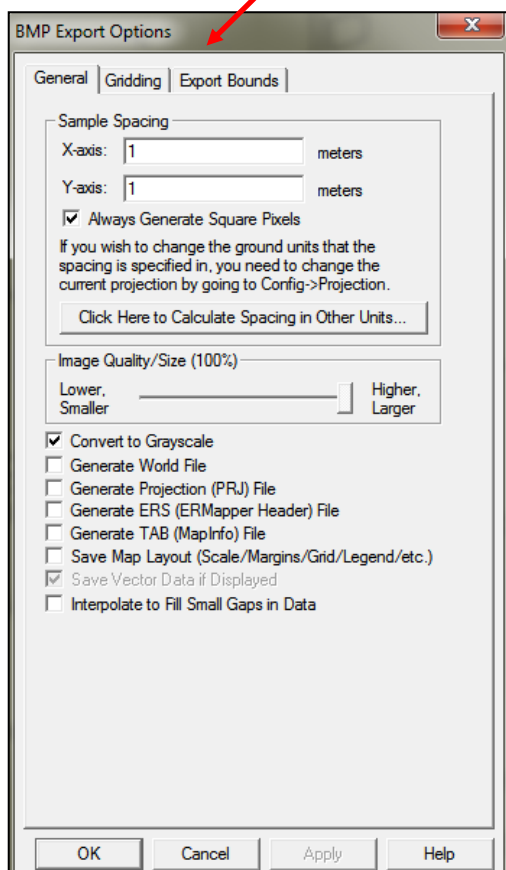 BMP Export Options
General Gridding Export Bounds
Sample Spacing
X-axis: 1 meters
Y-axis: 1 meters
Always Generate Square Pixels
If you wish to change the ground units that the
spacing is specified in, you need to change the
current projection by going to Config->Projection.
Click Here to Calculate Spacing in Other Units...
Image Quality/Size (100%)
Lower, Higher,
Smaller Larger
Convert to Grayscale
Generate World File
Generate Projection (PRJ) File
Generate ERS (ERMapper Header) File
Generate TAB (MapInfo) File
Save Map Layout (Scale/Margins/Grid/Legend/etc.)
Save Vector Data if Displayed
Interpolate to Fill Small Gaps in Data
OK Cancel Apply Help